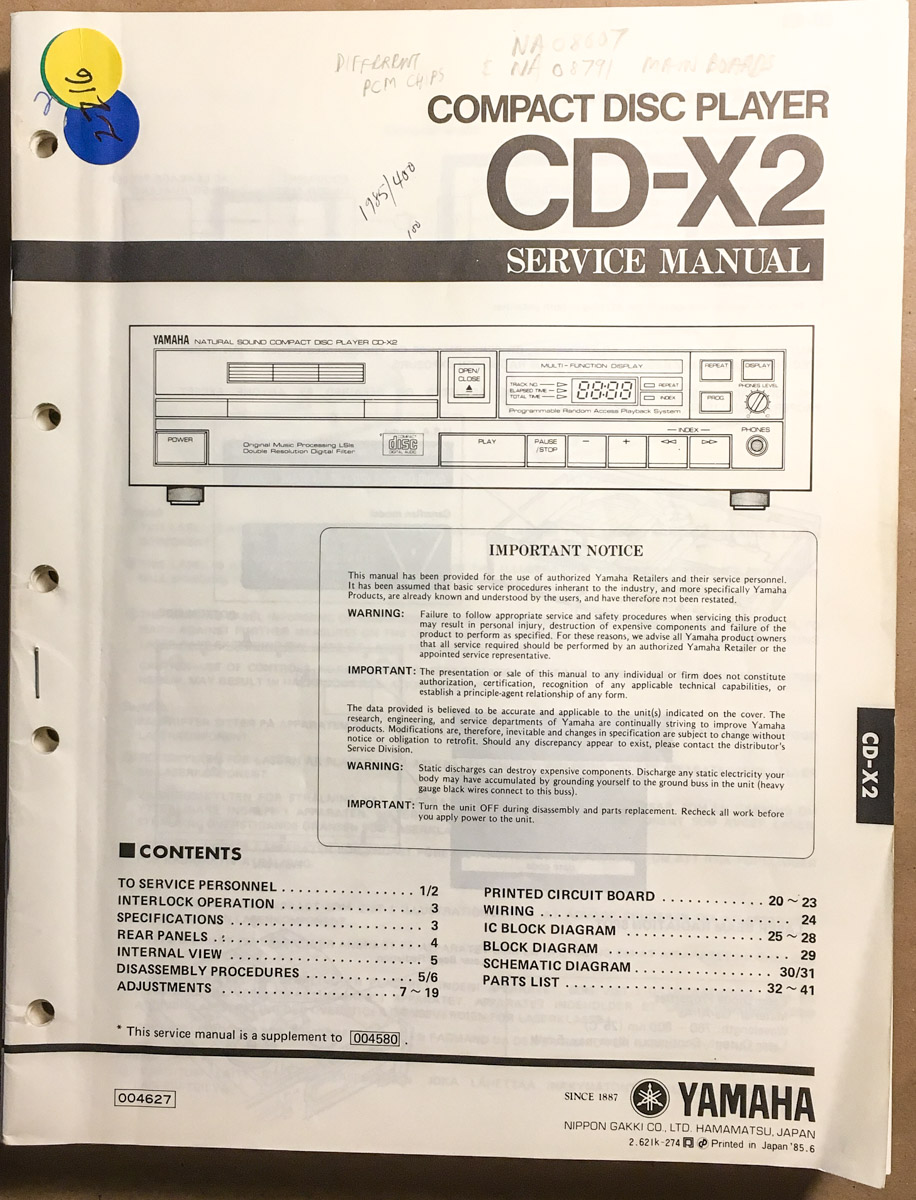 DIFFERENT
PCM CHIPS
NA 08607
& NA 08791 MAIN BOARDS
2216
2
COMPACT DISC PLAYER
CD-X2
1985/400
100
SERVICE MANUAL
YAMAHA NATURAL SOUND COMPACT DISC PLAYER CD-X2
OPEN/
CLOSE
MULTI-FUNCTION DISPLAY
TRACK NO.
ELAPSED TIME
TOTAL TIME
88:88
REPEAT
INDEX
Programmable Random Access Playback System
REPEAT
DISPLAY
PROG
PHONES LEVEL
POWER
Original Music Processing LSIs
Double Resolution Digital Filter
COMPACT
disc
DIGITAL AUDIO
PLAY
PAUSE
/STOP
−
+
INDEX
PHONES
IMPORTANT NOTICE
This manual has been provided for the use of authorized Yamaha Retailers and their service personnel.
It has been assumed that basic service procedures inherent to the industry, and more specifically Yamaha
Products, are already known and understood by the users, and have therefore not been restated.
WARNING: Failure to follow appropriate service and safety procedures when servicing this product
may result in personal injury, destruction of expensive components and failure of the
product to perform as specified. For these reasons, we advise all Yamaha product owners
that all service required should be performed by an authorized Yamaha Retailer or the
appointed service representative.
IMPORTANT: The presentation or sale of this manual to any individual or firm does not constitute
authorization, certification, recognition of any applicable technical capabilities, or
establish a principle-agent relationship of any form.
The data provided is believed to be accurate and applicable to the unit(s) indicated on the cover. The
research, engineering, and service departments of Yamaha are continually striving to improve Yamaha
products. Modifications are, therefore, inevitable and changes in specification are subject to change without
notice or obligation to retrofit. Should any discrepancy appear to exist, please contact the distributor's
Service Division.
WARNING: Static discharges can destroy expensive components. Discharge any static electricity your
body may have accumulated by grounding yourself to the ground buss in the unit (heavy
gauge black wires connect to this buss).
IMPORTANT: Turn the unit OFF during disassembly and parts replacement. Recheck all work before
you apply power to the unit.
CD-X2
■ CONTENTS
TO SERVICE PERSONNEL . . . . . . . . . . . . . . . 1/2
INTERLOCK OPERATION . . . . . . . . . . . . . . . . 3
SPECIFICATIONS . . . . . . . . . . . . . . . . . . . . . . 3
REAR PANELS . . . . . . . . . . . . . . . . . . . . . . . . 4
INTERNAL VIEW . . . . . . . . . . . . . . . . . . . . . . 5
DISASSEMBLY PROCEDURES . . . . . . . . . . . . 5/6
ADJUSTMENTS . . . . . . . . . . . . . . . . . . . . 7 ~ 19
PRINTED CIRCUIT BOARD . . . . . . . . . . . 20 ~ 23
WIRING . . . . . . . . . . . . . . . . . . . . . . . . . . . 24
IC BLOCK DIAGRAM . . . . . . . . . . . . . . . 25 ~ 28
BLOCK DIAGRAM . . . . . . . . . . . . . . . . . . . . 29
SCHEMATIC DIAGRAM . . . . . . . . . . . . . . . 30/31
PARTS LIST . . . . . . . . . . . . . . . . . . . . . 32 ~ 41
* This service manual is a supplement to 004580 .
004627
SINCE 1887 YAMAHA
NIPPON GAKKI CO., LTD. HAMAMATSU, JAPAN
2.62Ik-274 Printed in Japan '85.6